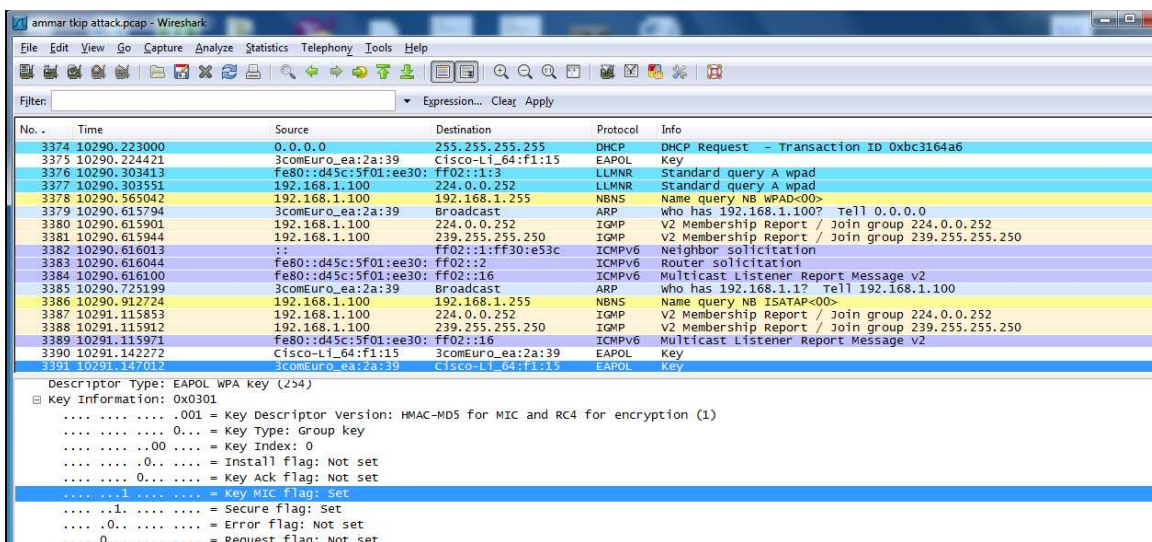 ammar tkip attack.pcap - Wireshark
File Edit View Go Capture Analyze Statistics Telephony Tools Help
Filter: Expression... Clear Apply
No. . Time Source Destination Protocol Info
3374 10290.223000 0.0.0.0 255.255.255.255 DHCP DHCP Request - Transaction ID 0xbc3164a6
3375 10290.224421 3comEuro_ea:2a:39 Cisco-Li_64:f1:15 EAPOL Key
3376 10290.303413 fe80::d45c:5f01:ee30: ff02::1:3 LLMNR Standard query A wpad
3377 10290.303551 192.168.1.100 224.0.0.252 LLMNR Standard query A wpad
3378 10290.565042 192.168.1.100 192.168.1.255 NBNS Name query NB WPAD<00>
3379 10290.615794 3comEuro_ea:2a:39 Broadcast ARP Who has 192.168.1.100? Tell 0.0.0.0
3380 10290.615901 192.168.1.100 224.0.0.252 IGMP V2 Membership Report / Join group 224.0.0.252
3381 10290.615944 192.168.1.100 239.255.255.250 IGMP V2 Membership Report / Join group 239.255.255.250
3382 10290.616013 :: ff02::1:ff30:e53c ICMPv6 Neighbor solicitation
3383 10290.616044 fe80::d45c:5f01:ee30: ff02::2 ICMPv6 Router solicitation
3384 10290.616100 fe80::d45c:5f01:ee30: ff02::16 ICMPv6 Multicast Listener Report Message v2
3385 10290.725199 3comEuro_ea:2a:39 Broadcast ARP Who has 192.168.1.1? Tell 192.168.1.100
3386 10290.912724 192.168.1.100 192.168.1.255 NBNS Name query NB ISATAP<00>
3387 10291.115853 192.168.1.100 224.0.0.252 IGMP V2 Membership Report / Join group 224.0.0.252
3388 10291.115912 192.168.1.100 239.255.255.250 IGMP V2 Membership Report / Join group 239.255.255.250
3389 10291.115971 fe80::d45c:5f01:ee30: ff02::16 ICMPv6 Multicast Listener Report Message v2
3390 10291.142272 Cisco-Li_64:f1:15 3comEuro_ea:2a:39 EAPOL Key
3391 10291.147012 3comEuro_ea:2a:39 Cisco-Li_64:f1:15 EAPOL Key
Descriptor Type: EAPOL WPA key (254)
Key Information: 0x0301
.... .... .... .001 = Key Descriptor Version: HMAC-MD5 for MIC and RC4 for encryption (1)
.... .... .... 0... = Key Type: Group key
.... .... ..00 .... = Key Index: 0
.... .... .0.. .... = Install flag: Not set
.... .... 0... .... = Key Ack flag: Not set
.... ...1 .... .... = Key MIC flag: Set
.... ..1. .... .... = Secure flag: Set
.... .0.. .... .... = Error flag: Not set
.... 0... .... .... = Request flag: Not set